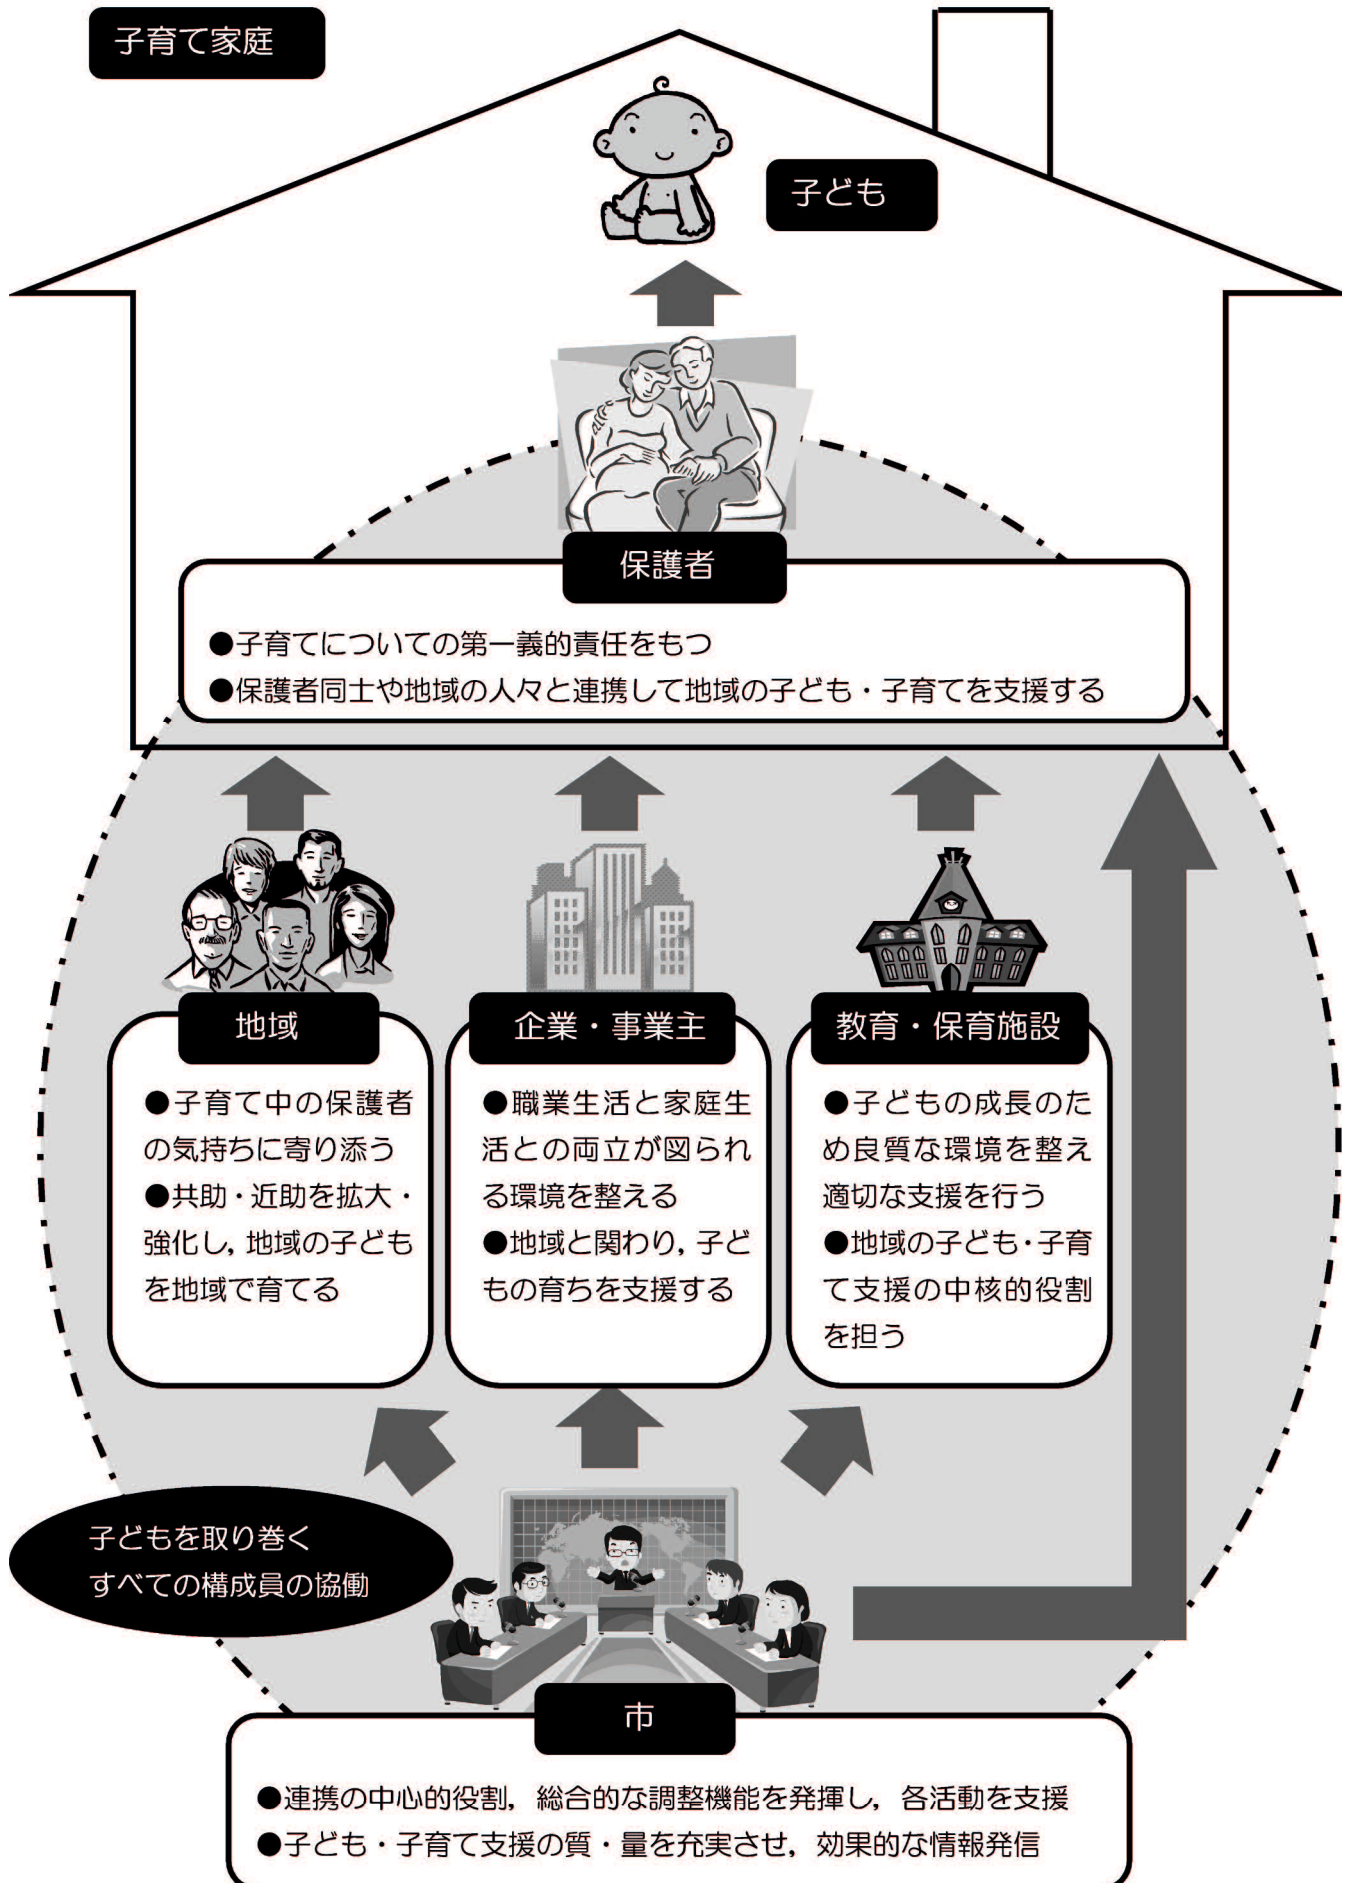 子育て家庭
子ども
保護者
●子育てについての第一義的責任をもつ
●保護者同士や地域の人々と連携して地域の子ども・子育てを支援する
地域
●子育て中の保護者
の気持ちに寄り添う
●共助・近助を拡大・
強化し，地域の子ども
を地域で育てる
企業・事業主
●職業生活と家庭生
活との両立が図られ
る環境を整える
●地域と関わり，子ど
もの育ちを支援する
教育・保育施設
●子どもの成長のた
め良質な環境を整え
適切な支援を行う
●地域の子ども・子育
て支援の中核的役割
を担う
子どもを取り巻く
すべての構成員の協働
市
●連携の中心的役割，総合的な調整機能を発揮し，各活動を支援
●子ども・子育て支援の質・量を充実させ，効果的な情報発信